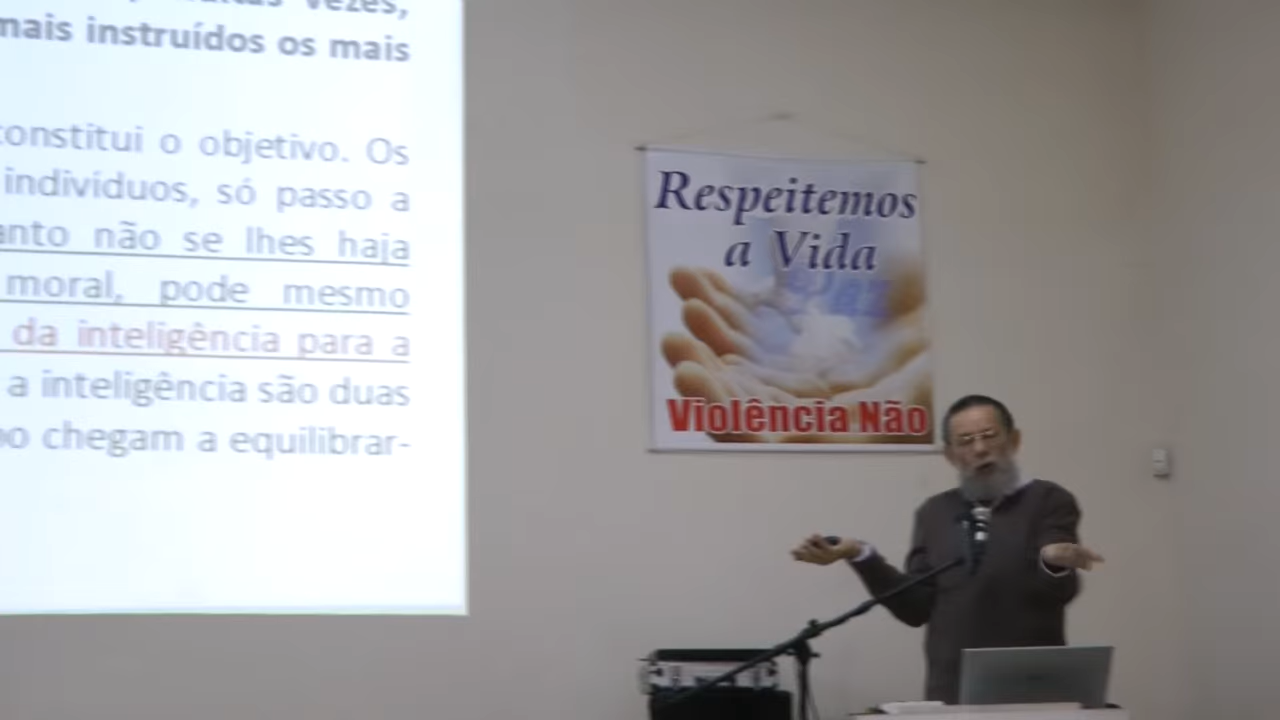 vezes,
mais instruídos os mais
constitui o objetivo. Os
indivíduos, só passo a
não se lhes haja
moral, pode mesmo
da inteligência para a
a inteligência são duas
chegam a equilibrar-
Respeitemos
a Vida
Violência Não